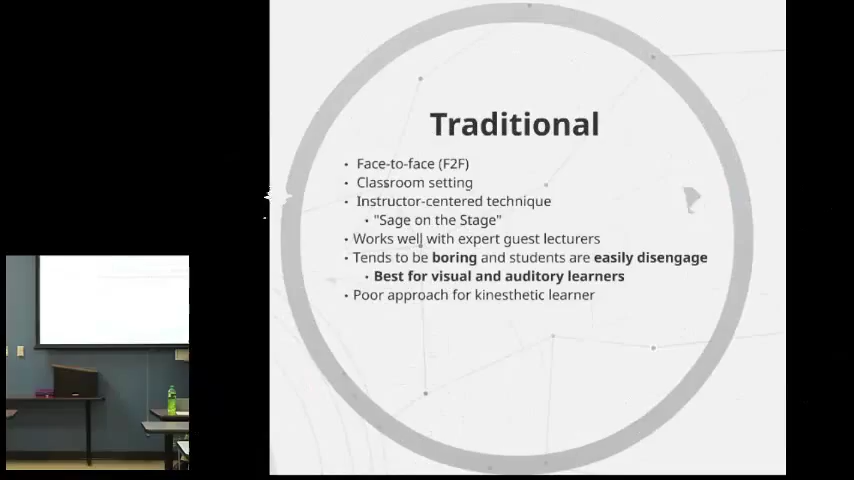 Traditional
• Face-to-face (F2F)
• Classroom setting
• Instructor-centered technique
• "Sage on the Stage"
• Works well with expert guest lecturers
• Tends to be boring and students are easily disengage
• Best for visual and auditory learners
• Poor approach for kinesthetic learner